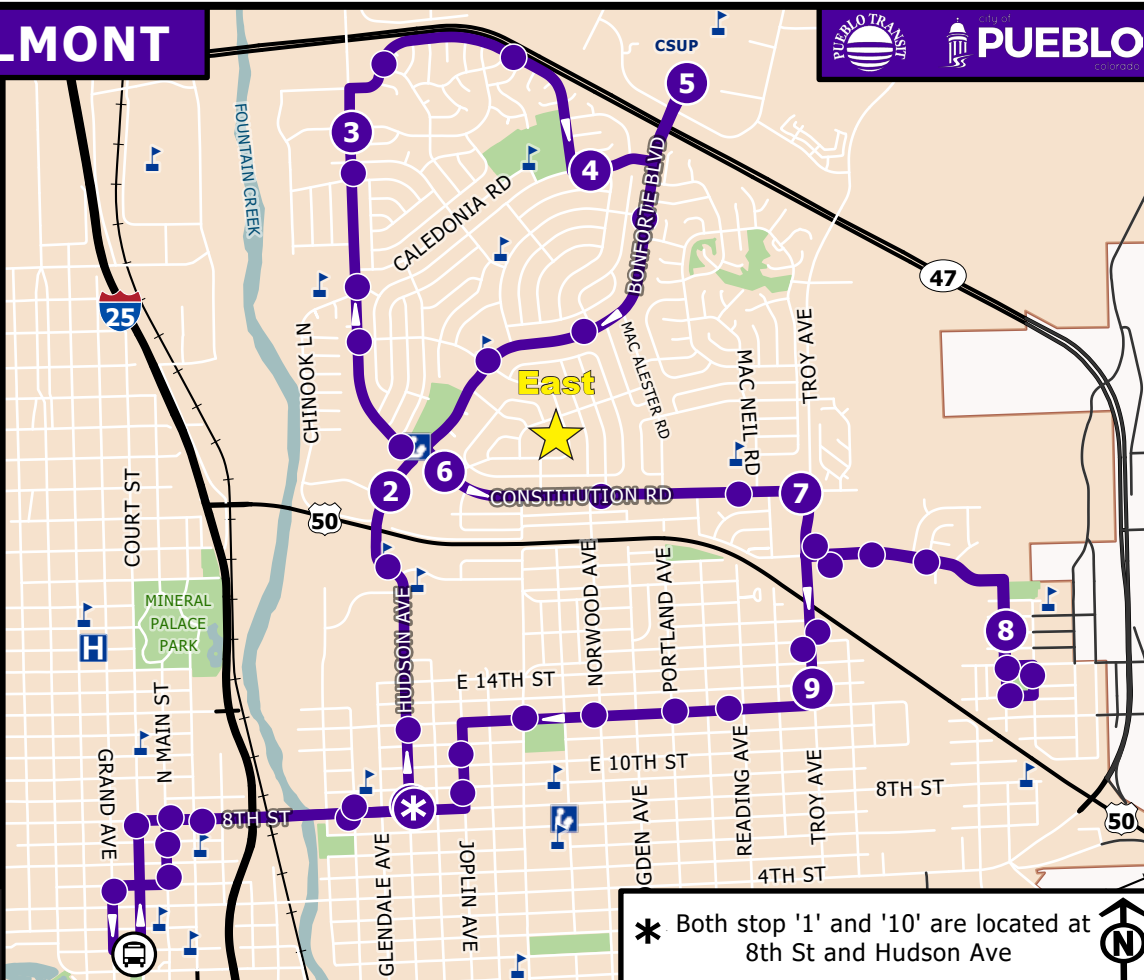 LMONT
PUEBLO TRANSIT
city of
PUEBLO
colorado
CSUP
5
3
4
FOUNTAIN CREEK
CALEDONIA RD
BONFORTE BLVD
47
25
CHINOOK LN
MAC ALESTER RD
MAC NEIL RD
TROY AVE
East
COURT ST
2
6
CONSTITUTION RD
7
50
MINERAL
PALACE
PARK
H
HUDSON AVE
NORWOOD AVE
PORTLAND AVE
8
E 14TH ST
9
N MAIN ST
GRAND AVE
E 10TH ST
READING AVE
TROY AVE
8TH ST
8TH ST
*
50
GLENDALE AVE
JOPLIN AVE
GDEN AVE
4TH ST
* Both stop '1' and '10' are located at
8th St and Hudson Ave
N